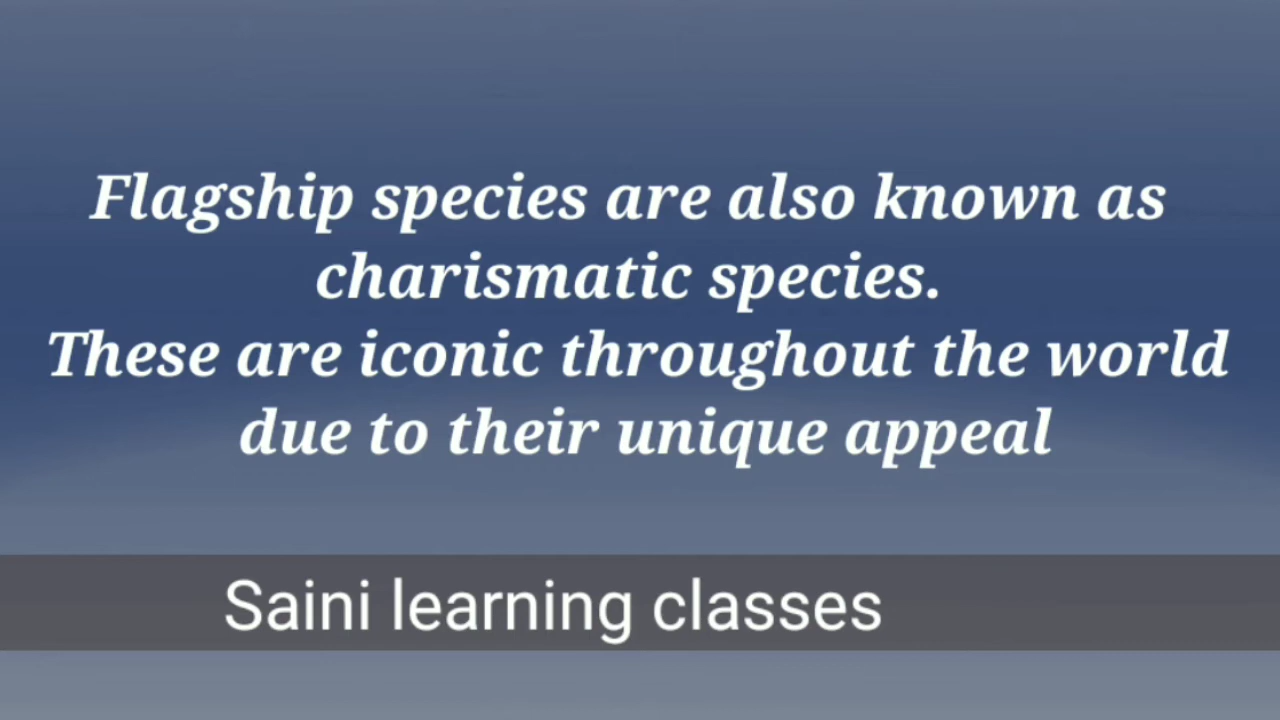 Flagship species are also known as
charismatic species.
These are iconic throughout the world
due to their unique appeal
Saini learning classes